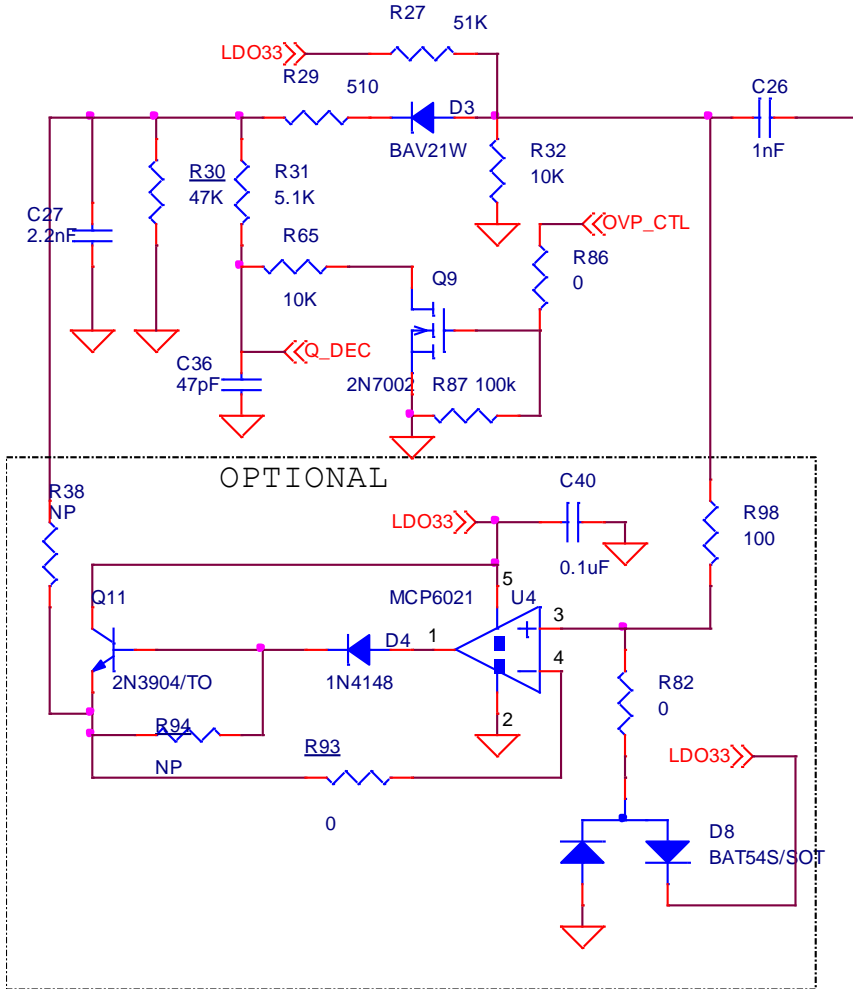 R27
51K
LDO33
R29
510
D3
BAV21W
C26
1nF
R30
47K
R31
5.1K
R32
10K
C27
2.2nF
R65
10K
OVP_CTL
R86
0
Q9
Q_DEC
C36
47pF
2N7002
R87 100k
OPTIONAL
R38
NP
LDO33
C40
0.1uF
R98
100
Q11
MCP6021
5
U4
3
1
D4
4
2N3904/TO
1N4148
R82
0
2
R94
NP
R93
0
LDO33
D8
BAT54S/SOT